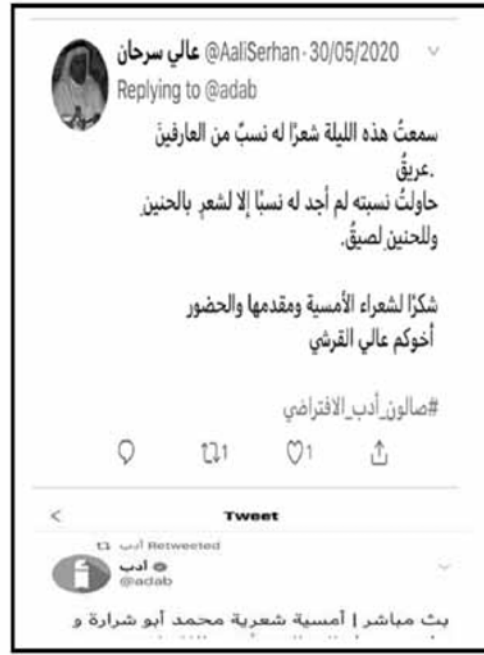 عالي سرحان @AaliSerhan · 30/05/2020
Replying to @adab
سمعتُ هذه الليلة شعرًا له نسبٌ من العارفينَ
.عريقُ
حاولتُ نسبته لم أجد له نسبًا إلا لشعرٍ بالحنينِ
وللحنينِ لصيقُ.
شكرًا لشعراء الأمسية ومقدمها والحضور
أخوكم عالي القرشي
#صالون_أدب_الافتراضي
1 1
Tweet
أدب Retweeted
أدب
@adab
بث مباشر | أمسية شعرية محمد أبو شرارة و